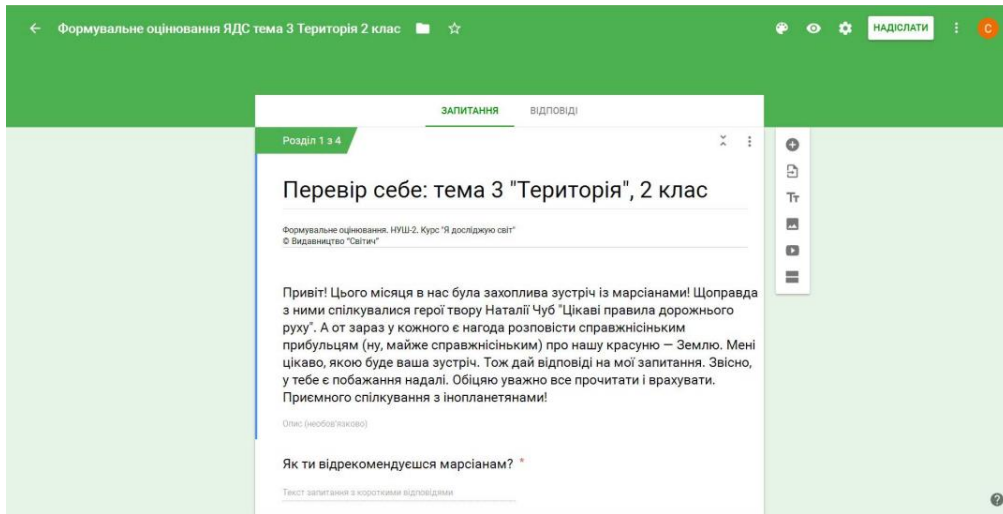 Формувальне оцінювання ЯДС тема 3 Територія 2 клас
НАДІСЛАТИ
С
ЗАПИТАННЯ ВІДПОВІДІ
Розділ 1 з 4
Перевір себе: тема 3 "Територія", 2 клас
Формувальне оцінювання. НУШ-2. Курс "Я досліджую світ"
© Видавництво "Світич"
Tт
Привіт! Цього місяця в нас була захоплива зустріч із марсіанами! Щоправда
з ними спілкувалися герої твору Наталії Чуб "Цікаві правила дорожнього
руху". А от зараз у кожного є нагода розповісти справжнісіньким
прибульцям (ну, майже справжнісіньким) про нашу красуню — Землю. Мені
цікаво, якою буде ваша зустріч. Тож дай відповіді на мої запитання. Звісно,
у тебе є побажання надалі. Обіцяю уважно все прочитати і врахувати.
Приємного спілкування з інопланетянами!
Опис (необов'язково)
Як ти відрекомендуєшся марсіанам? *
Текст запитання з короткими відповідями